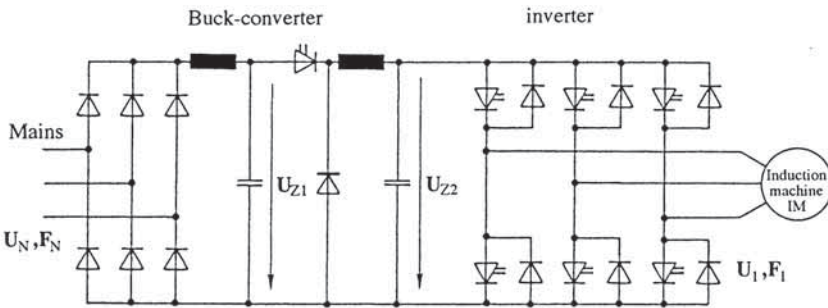 Buck-converter
inverter
Mains
U_Z1
U_Z2
Induction
machine
IM
U_N,F_N
U_1,F_1